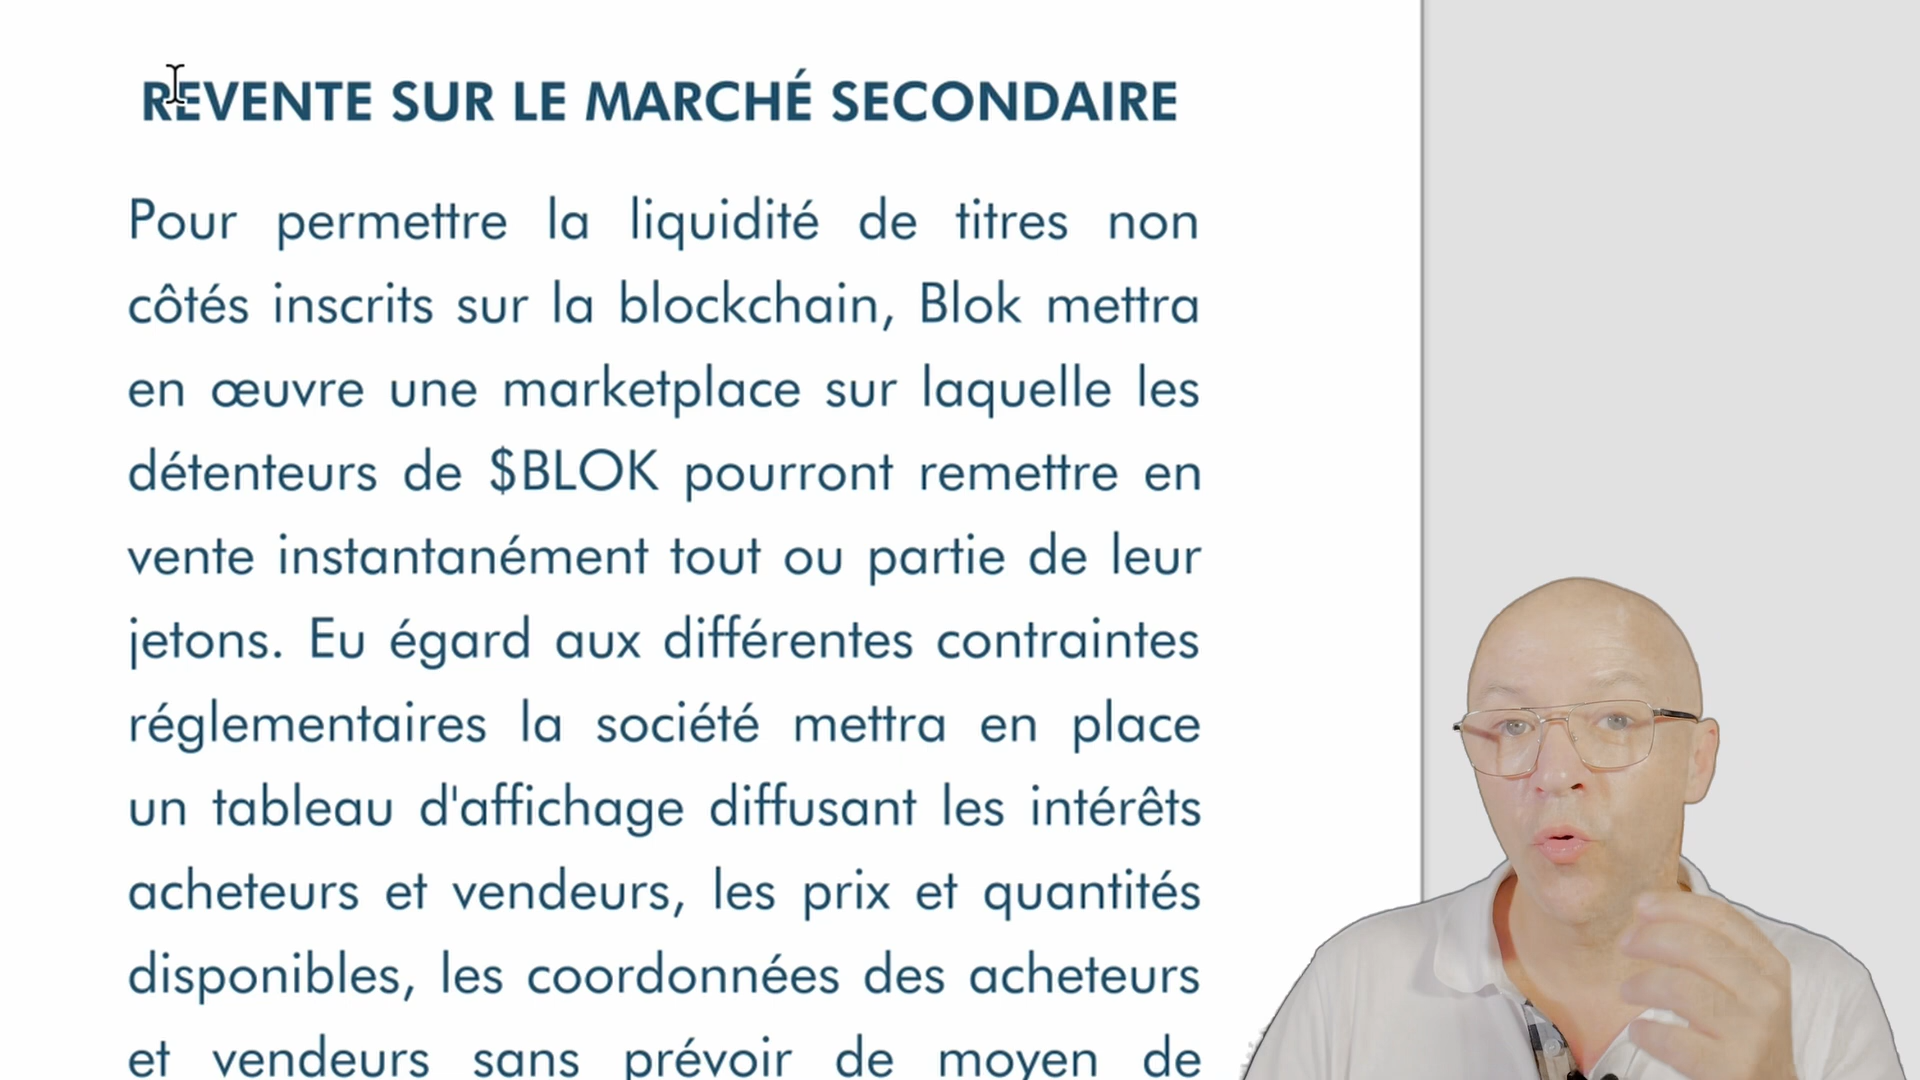 REVENTE SUR LE MARCHÉ SECONDAIRE
Pour permettre la liquidité de titres non
côtés inscrits sur la blockchain, Blok mettra
en œuvre une marketplace sur laquelle les
détenteurs de $BLOK pourront remettre en
vente instantanément tout ou partie de leur
jetons. Eu égard aux différentes contraintes
réglementaires la société mettra en place
un tableau d'affichage diffusant les intérêts
acheteurs et vendeurs, les prix et quantités
disponibles, les coordonnées des acheteurs
et vendeurs sans prévoir de moyen de